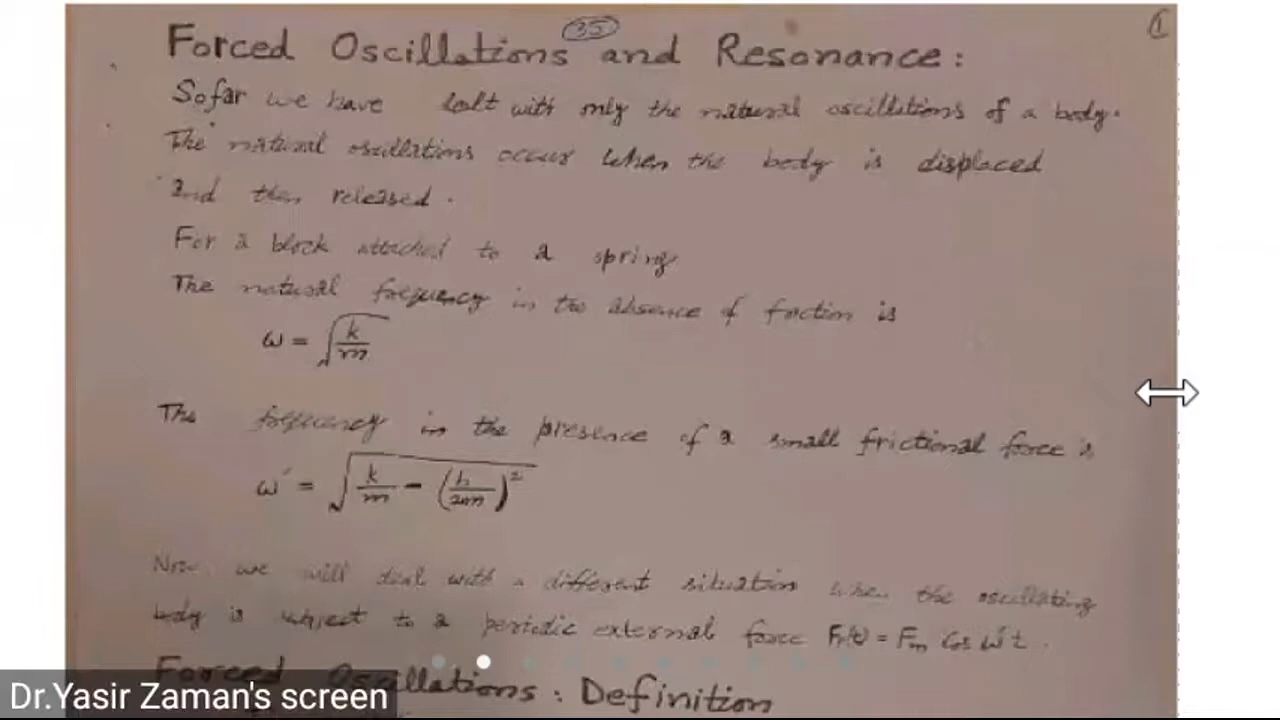 35
1
Forced Oscillations and Resonance:
So far we have dealt with only the natural oscillations of a body.
The natural oscillations occur when the body is displaced
and then released.
For a block attached to a spring
The natural frequency in the absence of friction is
ω = √(k/m)
The frequency in the presence of a small frictional force is
ω' = √(k/m - (b/2m)²)
Now we will deal with a different situation when the oscillating
body is subject to a periodic external force F(t) = Fm Cos ω"t.
Forced Oscillations: Definition
Dr.Yasir Zaman's screen